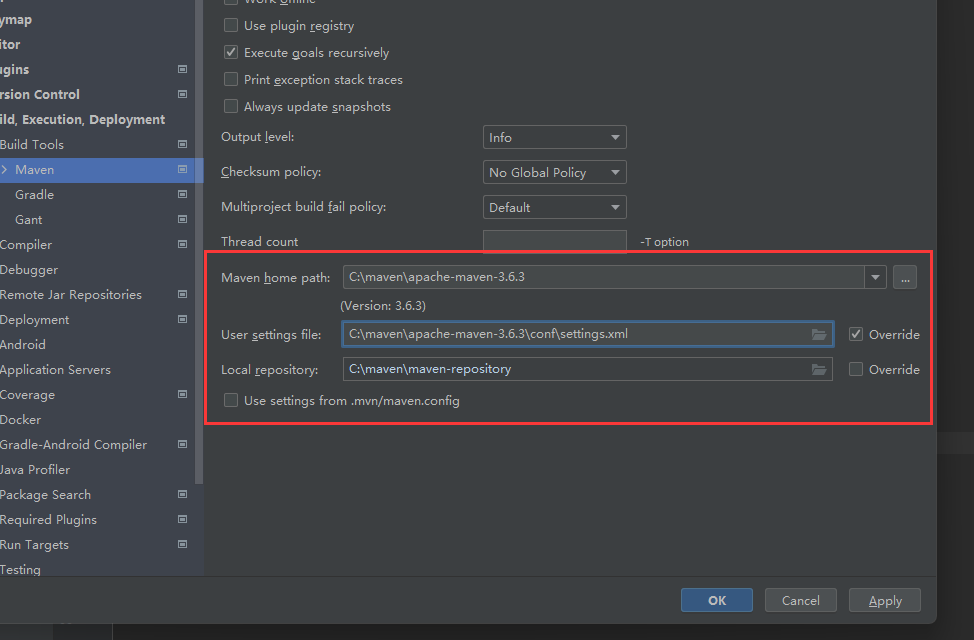 Work offline
ymap
Use plugin registry
itor
Execute goals recursively
ugins
Print exception stack traces
rsion Control
Always update snapshots
ild, Execution, Deployment
Output level:
Info
Build Tools
Maven
Checksum policy:
No Global Policy
Gradle
Multiproject build fail policy:
Default
Gant
Thread count
-T option
Compiler
Debugger
Maven home path:
C:\maven\apache-maven-3.6.3
...
Remote Jar Repositories
(Version: 3.6.3)
Deployment
User settings file:
C:\maven\apache-maven-3.6.3\conf\settings.xml
Override
Android
Local repository:
C:\maven\maven-repository
Override
Application Servers
Coverage
Use settings from .mvn/maven.config
Docker
Gradle-Android Compiler
Java Profiler
Package Search
Required Plugins
Run Targets
Testing
OK
Cancel
Apply